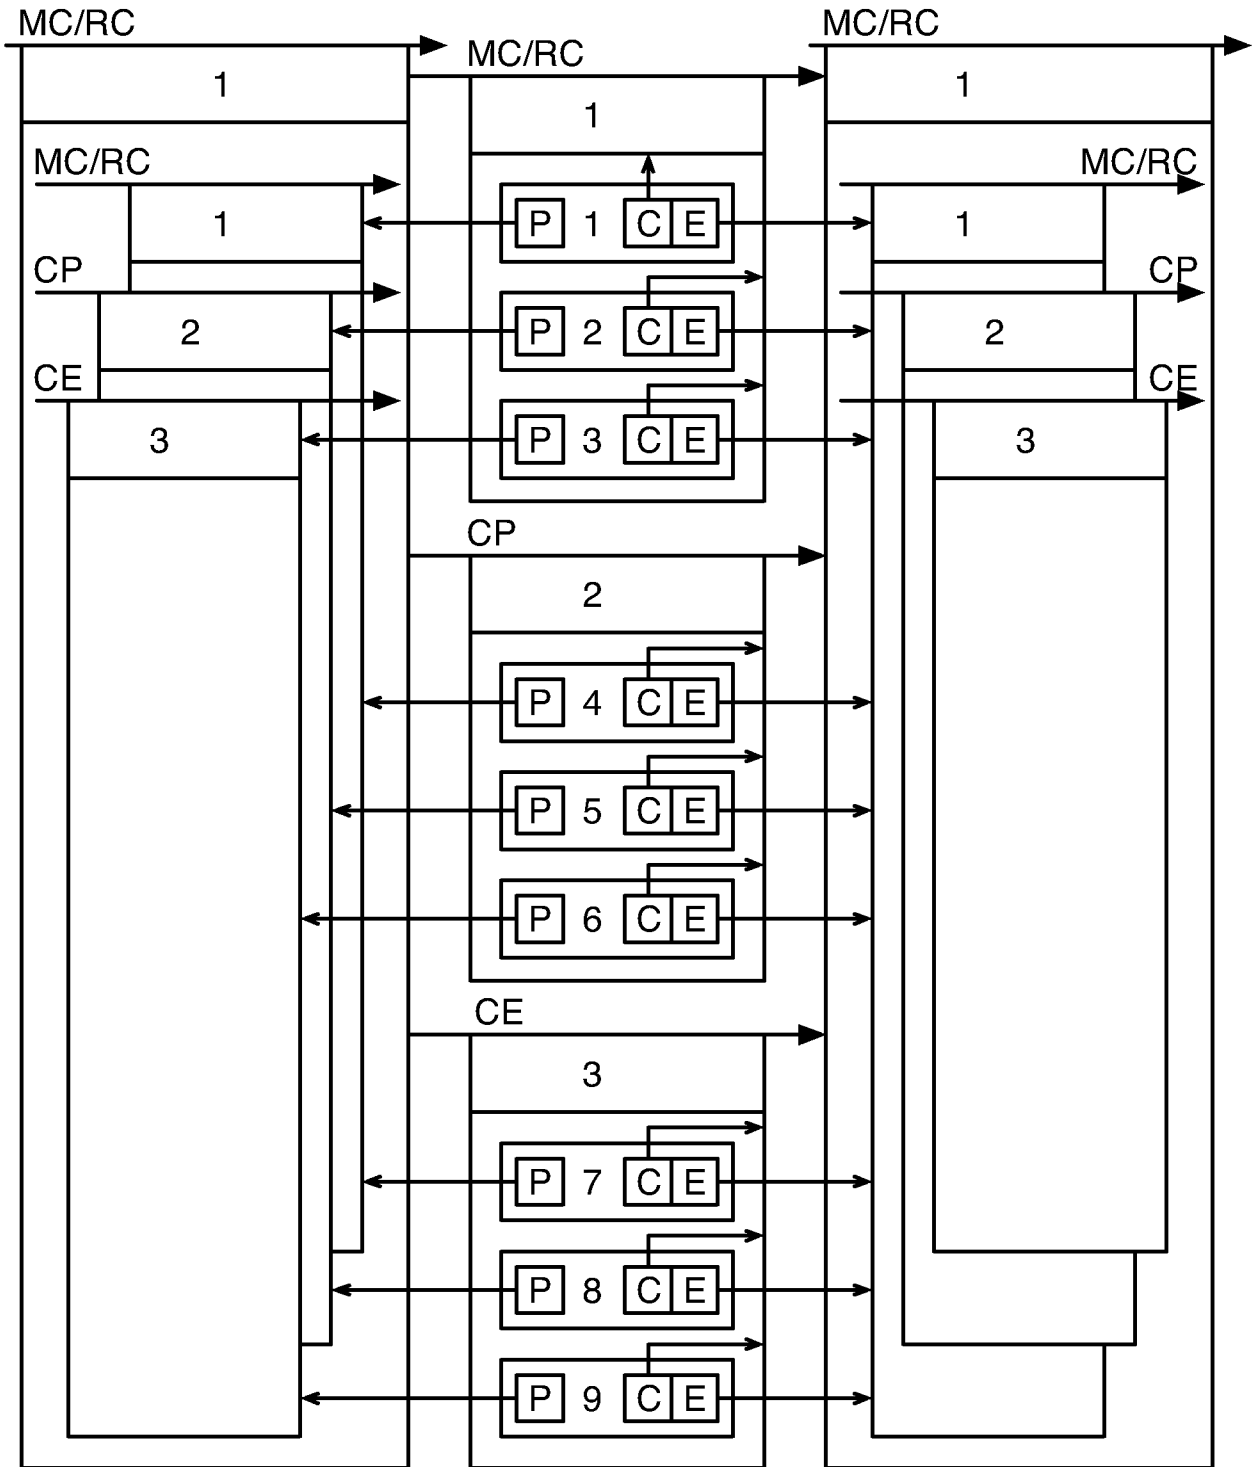 MC/RC MC/RC MC/RC
1 1 1
MC/RC MC/RC
1 P 1 C E 1
CP CP
2 P 2 C E 2
CE CE
3 P 3 C E 3
CP
2
P 4 C E
P 5 C E
P 6 C E
CE
3
P 7 C E
P 8 C E
P 9 C E